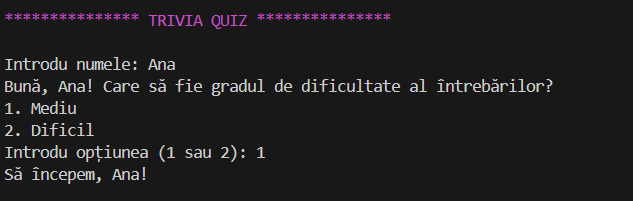 *************** TRIVIA QUIZ ***************
Introdu numele: Ana
Bună, Ana! Care să fie gradul de dificultate al întrebărilor?
1. Mediu
2. Dificil
Introdu opțiunea (1 sau 2): 1
Să începem, Ana!